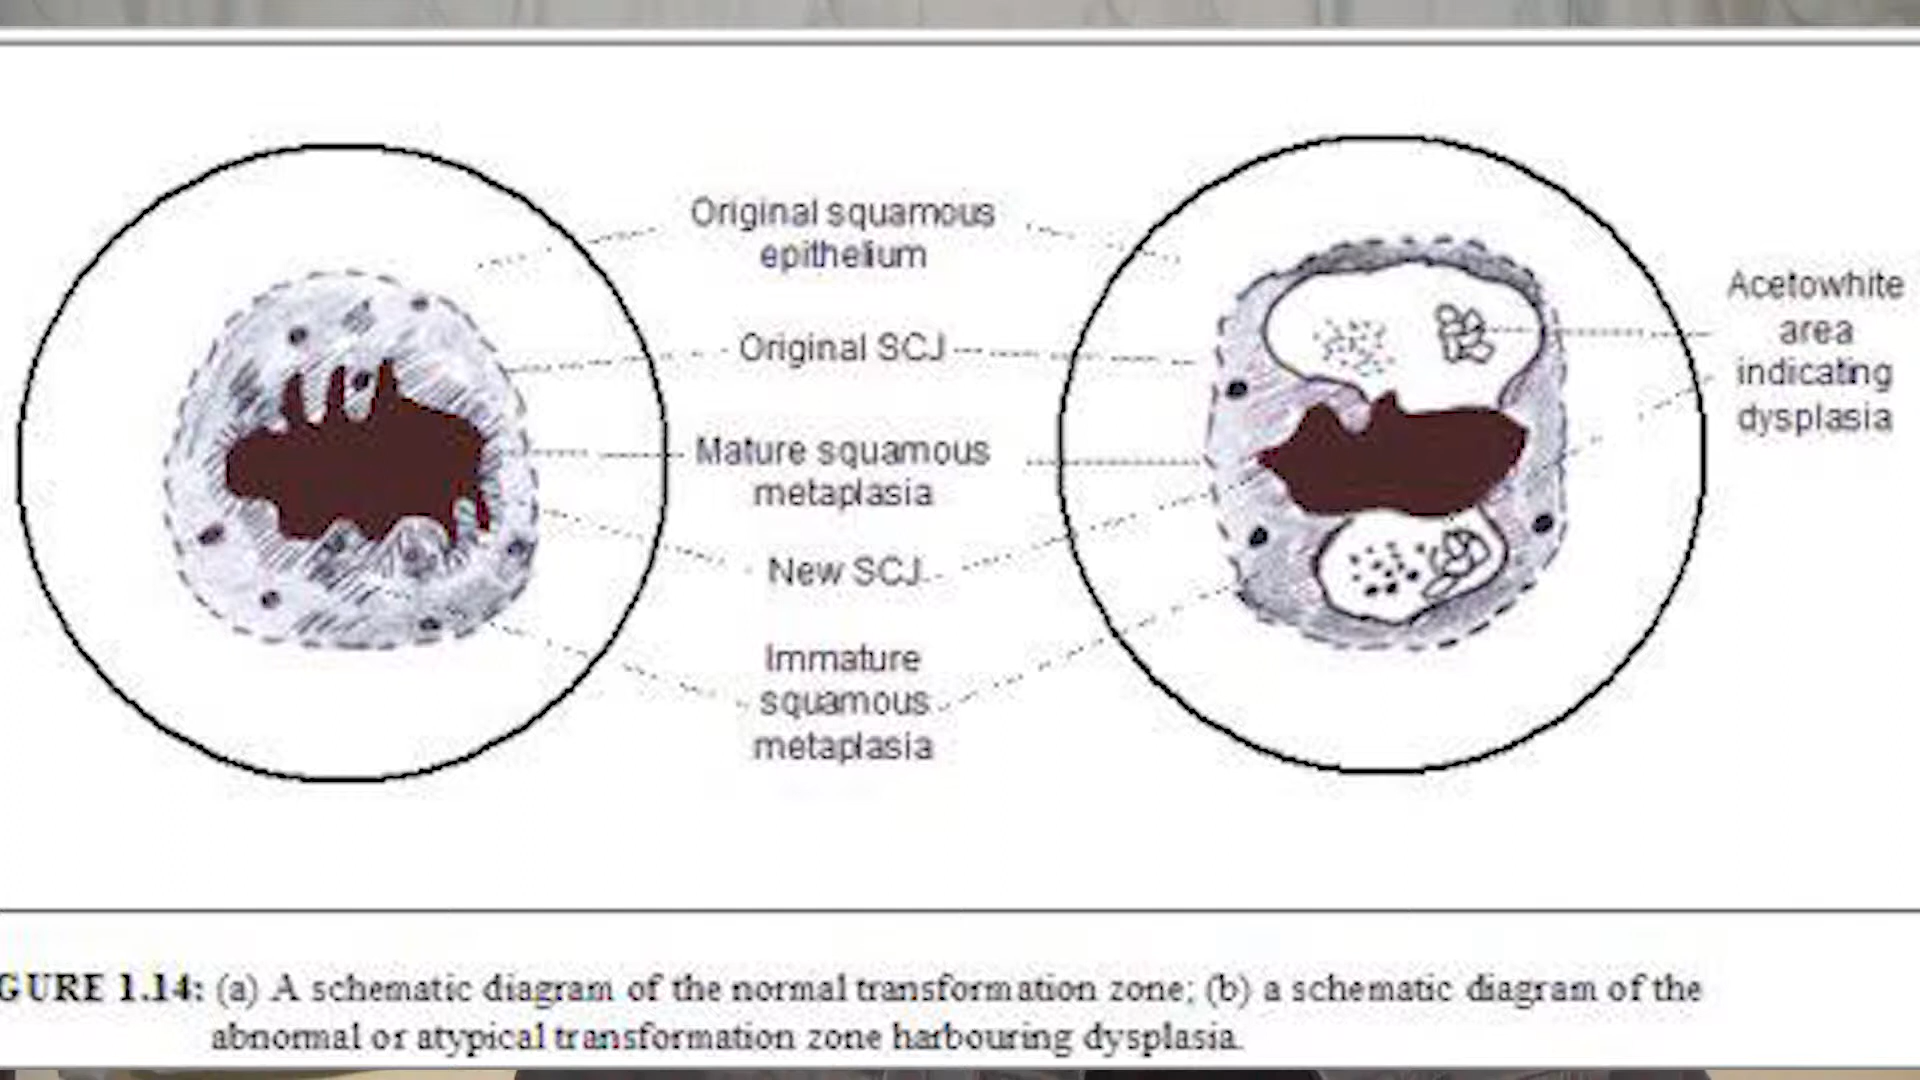 Original squamous
epithelium
Original SCJ
Mature squamous
metaplasia
New SCJ
Immature
squamous
metaplasia
Acetowhite
area
indicating
dysplasia
GURE 1.14: (a) A schematic diagram of the normal transformation zone; (b) a schematic diagram of the
abnormal or atypical transformation zone harbouring dysplasia.